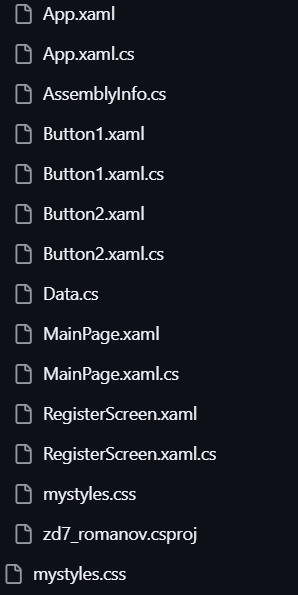 App.xaml
App.xaml.cs
AssemblyInfo.cs
Button1.xaml
Button1.xaml.cs
Button2.xaml
Button2.xaml.cs
Data.cs
MainPage.xaml
MainPage.xaml.cs
RegisterScreen.xaml
RegisterScreen.xaml.cs
mystyles.css
zd7_romanov.csproj
mystyles.css